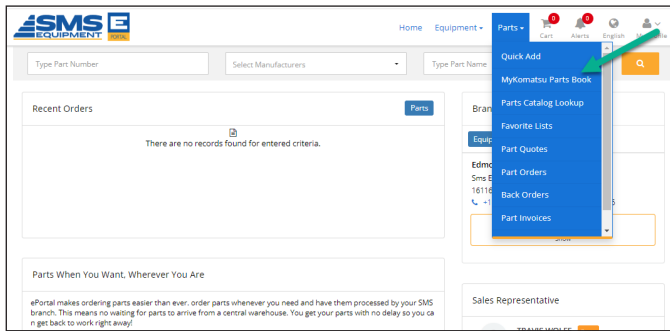 SMS
EQUIPMENT
E
PORTAL
Home Equipment Parts
0
Cart
0
Alerts
English
Type Part Number
Select Manufacturers
Type Part Name
Quick Add
MyKomatsu Parts Book
Parts Catalog Lookup
Favorite Lists
Part Quotes
Part Orders
Back Orders
Part Invoices
Recent Orders
Parts
There are no records found for entered criteria.
Sms E
16116
Show
Parts When You Want, Wherever You Are
ePortal makes ordering parts easier than ever. order parts whenever you need and have them processed by your SMS
branch. This means no waiting for parts to arrive from a central warehouse. You get your parts with no delay so you ca
n get back to work right away!
Sales Representative
TRAVIS WOLFE